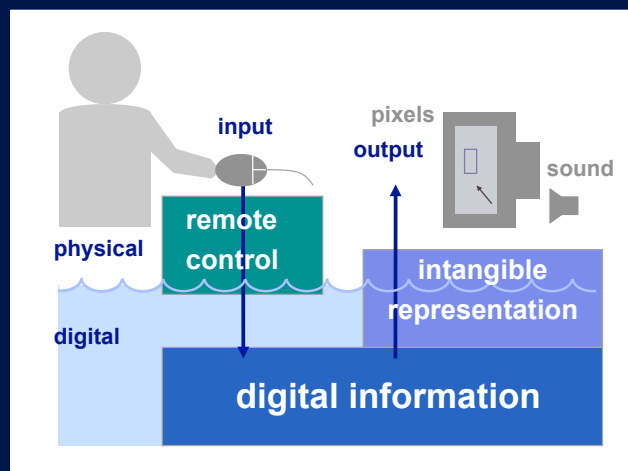 input
pixels
output
sound
remote
control
physical
intangible
representation
digital
digital information